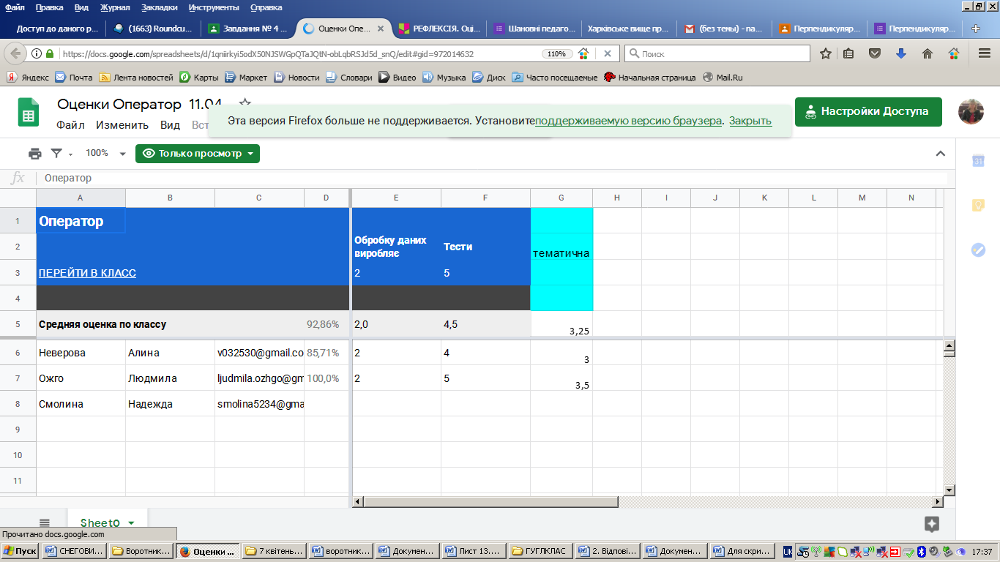 Файл Правка Вид Журнал Закладки Инструменты Справка
Доступ до даного р... (1663) Roundcu... Завдання № 4 ... Оценки Опе... РЕФЛЕКСІЯ. Оці... Шановні педаго... Харківське вище пр... (без темы) - na... Перпендикуляр... Перпендикуляр...
https://docs.google.com/spreadsheets/d/1qniirkyi5odX50NJSWGpQTaJQtN-obLqbRSJd5d_snQ/edit#gid=972014632 110% Поиск
Яндекс Почта Лента новостей Карты Маркет Новости Словари Видео Музыка Диск Часто посещаемые Начальная страница Mail.Ru
Оценки Оператор 11.04
Эта версия Firefox больше не поддерживается. Установите поддерживаемую версию браузера. Закрыть
Настройки Доступа
Файл Изменить Вид Вст
100% Только просмотр
31
fx Оператор
A B C D E F G H I J K L M N
1 Оператор
2 Обробку даних виробляє Тести тематична
3 ПЕРЕЙТИ В КЛАСС 2 5
4
5 Средняя оценка по классу 92,86% 2,0 4,5 3,25
6 Неверова Алина v032530@gmail.co 85,71% 2 4 3
7 Ожго Людмила ljudmila.ozhgo@gm 100,0% 2 5 3,5
8 Смолина Надежда smolina5234@gma
9
10
11
Sheet0
Прочитано docs.google.com
Пуск СНЕГОВИ... Воротник... Оценки ... 7 квітень... воротник... Докумен... Лист 13.... ГУГЛКЛАС 2. Відпові... Докумен... Для скри... UK 17:37